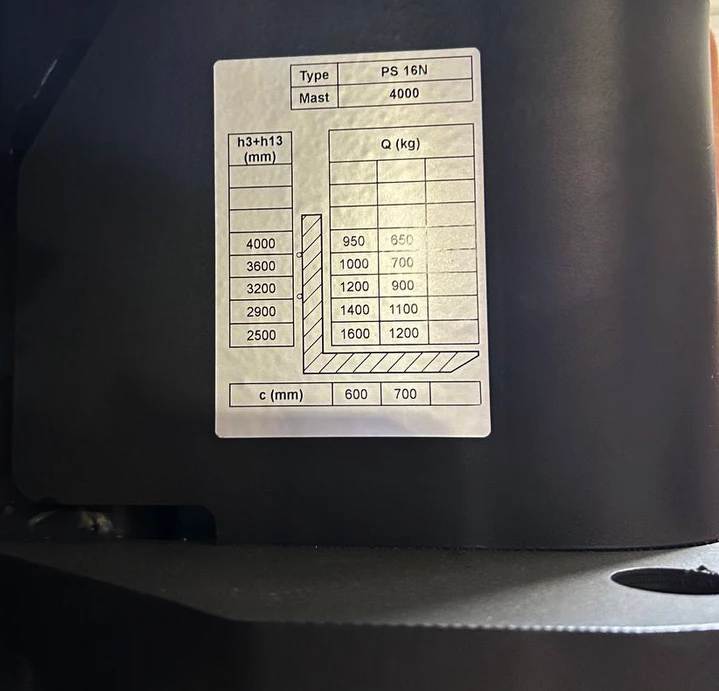 Type PS 16N
Mast 4000
h3+h13 (mm) Q (kg)
4000 950 650
3600 1000 700
3200 1200 900
2900 1400 1100
2500 1600 1200
c (mm) 600 700